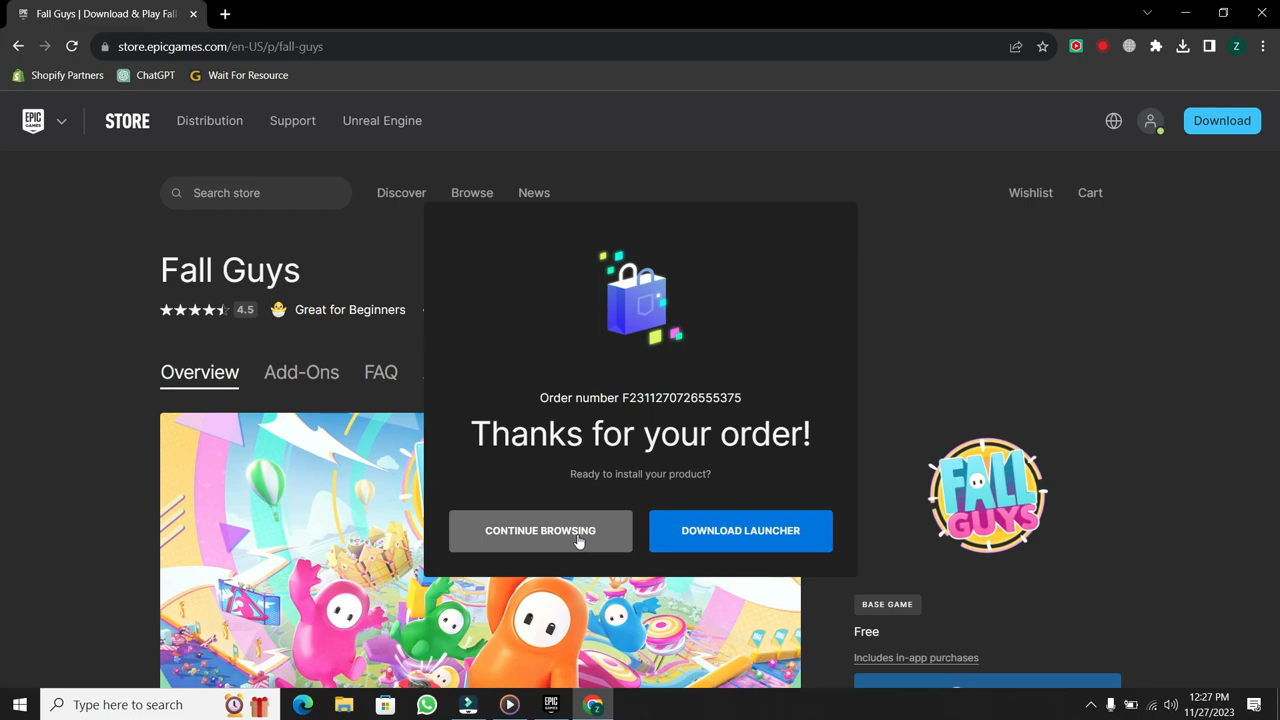 Fall Guys | Download & Play Fall
store.epicgames.com/en-US/p/fall-guys
Z
Shopify Partners
ChatGPT
Wait For Resource
EPIC GAMES
STORE
Distribution
Support
Unreal Engine
Download
Search store
Discover
Browse
News
Wishlist
Cart
Fall Guys
4.5
Great for Beginners
Overview
Add-Ons
FAQ
Order number F2311270726555375
Thanks for your order!
Ready to install your product?
CONTINUE BROWSING
DOWNLOAD LAUNCHER
FALL
GUYS
BASE GAME
Free
Includes in-app purchases
Type here to search
EPIC
12:27 PM
11/27/2023